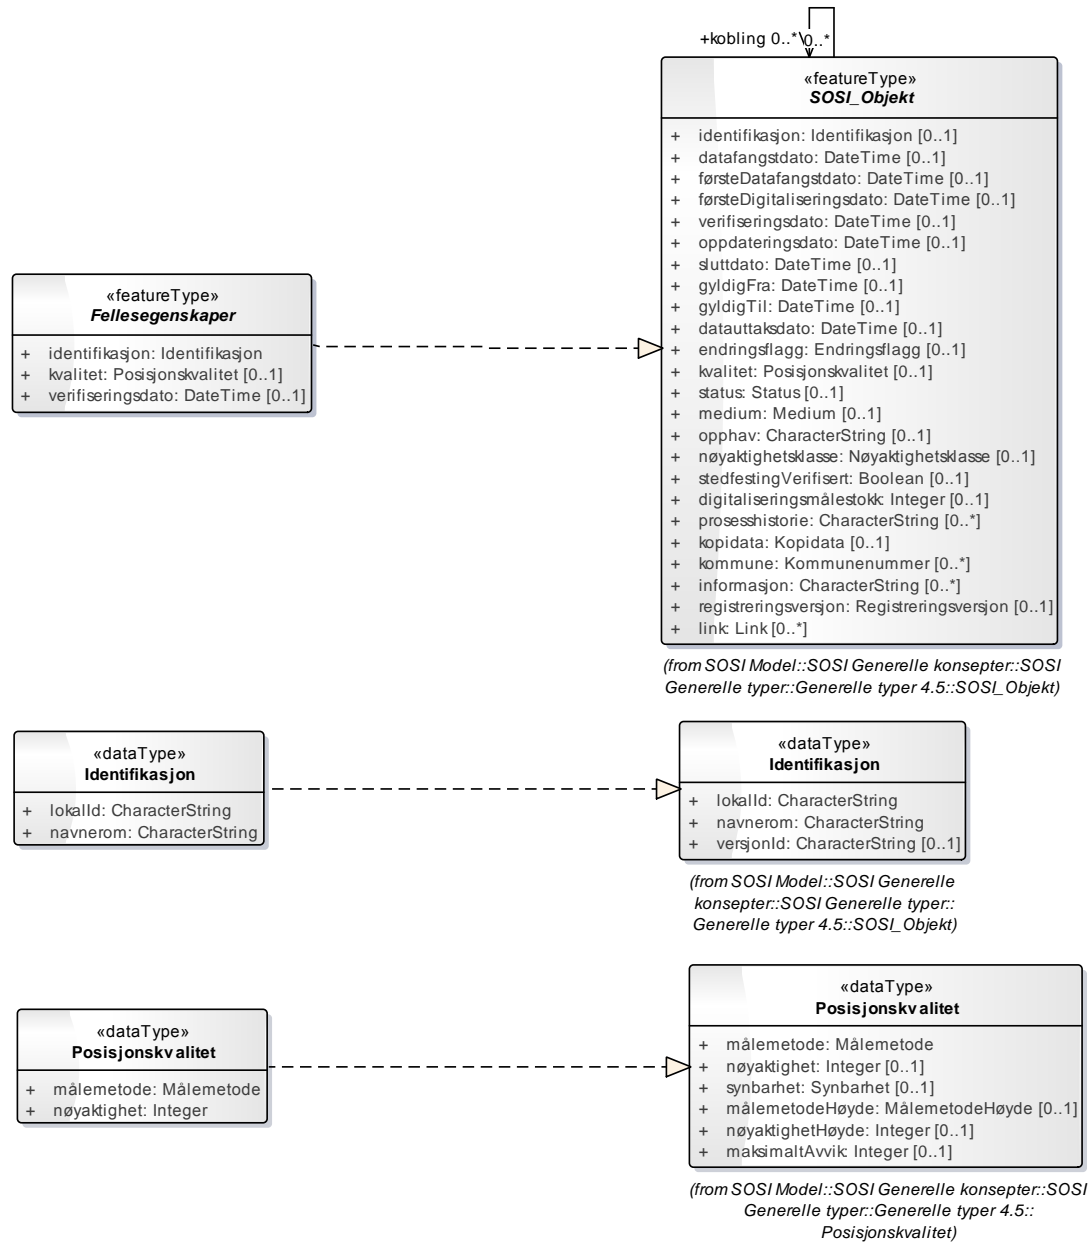 +kobling 0..* 0..*
«featureType»
SOSI_Objekt
+ identifikasjon: Identifikasjon [0..1]
+ datafangstdato: DateTime [0..1]
+ førsteDatafangstdato: DateTime [0..1]
+ førsteDigitaliseringsdato: DateTime [0..1]
+ verifiseringsdato: DateTime [0..1]
+ oppdateringsdato: DateTime [0..1]
+ sluttdato: DateTime [0..1]
+ gyldigFra: DateTime [0..1]
+ gyldigTil: DateTime [0..1]
+ datauttaksdato: DateTime [0..1]
+ endringsflagg: Endringsflagg [0..1]
+ kvalitet: Posisjonskvalitet [0..1]
+ status: Status [0..1]
+ medium: Medium [0..1]
+ opphav: CharacterString [0..1]
+ nøyaktighetsklasse: Nøyaktighetsklasse [0..1]
+ stedfestingVerifisert: Boolean [0..1]
+ digitaliseringsmålestokk: Integer [0..1]
+ prosesshistorie: CharacterString [0..*]
+ kopidata: Kopidata [0..1]
+ kommune: Kommunenummer [0..*]
+ informasjon: CharacterString [0..*]
+ registreringsversjon: Registreringsversjon [0..1]
+ link: Link [0..*]
(from SOSI Model::SOSI Generelle konsepter::SOSI
Generelle typer::Generelle typer 4.5::SOSI_Objekt)
«featureType»
Fellesegenskaper
+ identifikasjon: Identifikasjon
+ kvalitet: Posisjonskvalitet [0..1]
+ verifiseringsdato: DateTime [0..1]
«dataType»
Identifikasjon
+ lokalId: CharacterString
+ navnerom: CharacterString
«dataType»
Identifikasjon
+ lokalId: CharacterString
+ navnerom: CharacterString
+ versjonId: CharacterString [0..1]
(from SOSI Model::SOSI Generelle
konsepter::SOSI Generelle typer::
Generelle typer 4.5::SOSI_Objekt)
«dataType»
Posisjonskvalitet
+ målemetode: Målemetode
+ nøyaktighet: Integer
«dataType»
Posisjonskvalitet
+ målemetode: Målemetode
+ nøyaktighet: Integer [0..1]
+ synbarhet: Synbarhet [0..1]
+ målemetodeHøyde: MålemetodeHøyde [0..1]
+ nøyaktighetHøyde: Integer [0..1]
+ maksimaltAvvik: Integer [0..1]
(from SOSI Model::SOSI Generelle konsepter::SOSI
Generelle typer::Generelle typer 4.5::
Posisjonskvalitet)